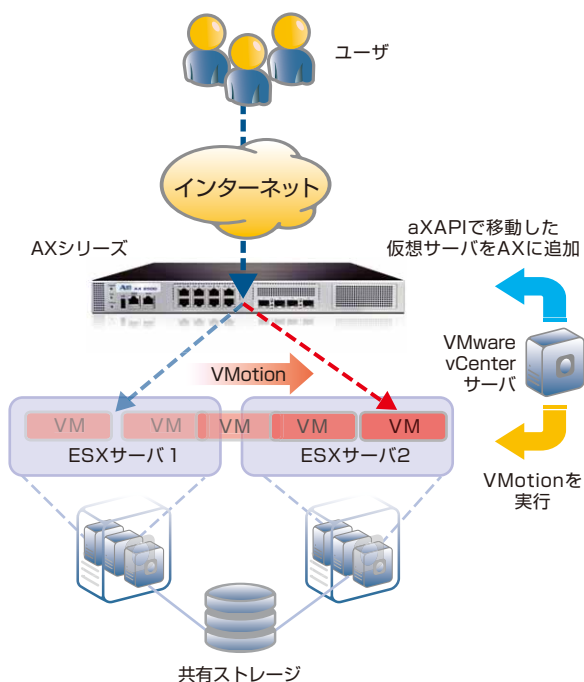 ユーザ
インターネット
AXシリーズ
aXAPIで移動した
仮想サーバをAXに追加
AX 2500
VMware
vCenter
サーバ
VMotion
VM VM VM VM VM
ESXサーバ1
ESXサーバ2
VMotionを
実行
共有ストレージ